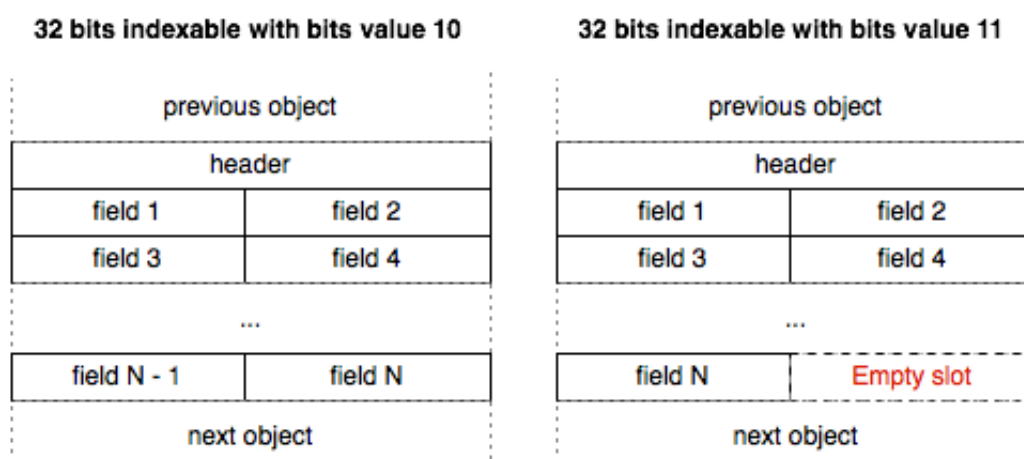 32 bits indexable with bits value 10
previous object
header
field 1 field 2
field 3 field 4
...
field N - 1 field N
next object
32 bits indexable with bits value 11
previous object
header
field 1 field 2
field 3 field 4
...
field N Empty slot
next object